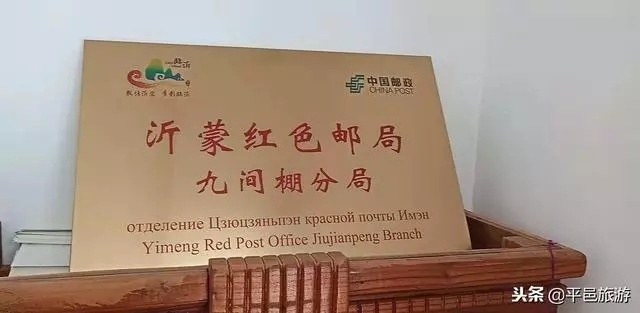 中国邮政
CHINA POST
沂蒙红色邮局
九间棚分局
отделение Цзюцзяньпэн красной почты Имэн
Yimeng Red Post Office Jiujianpeng Branch
头条 @平邑旅游